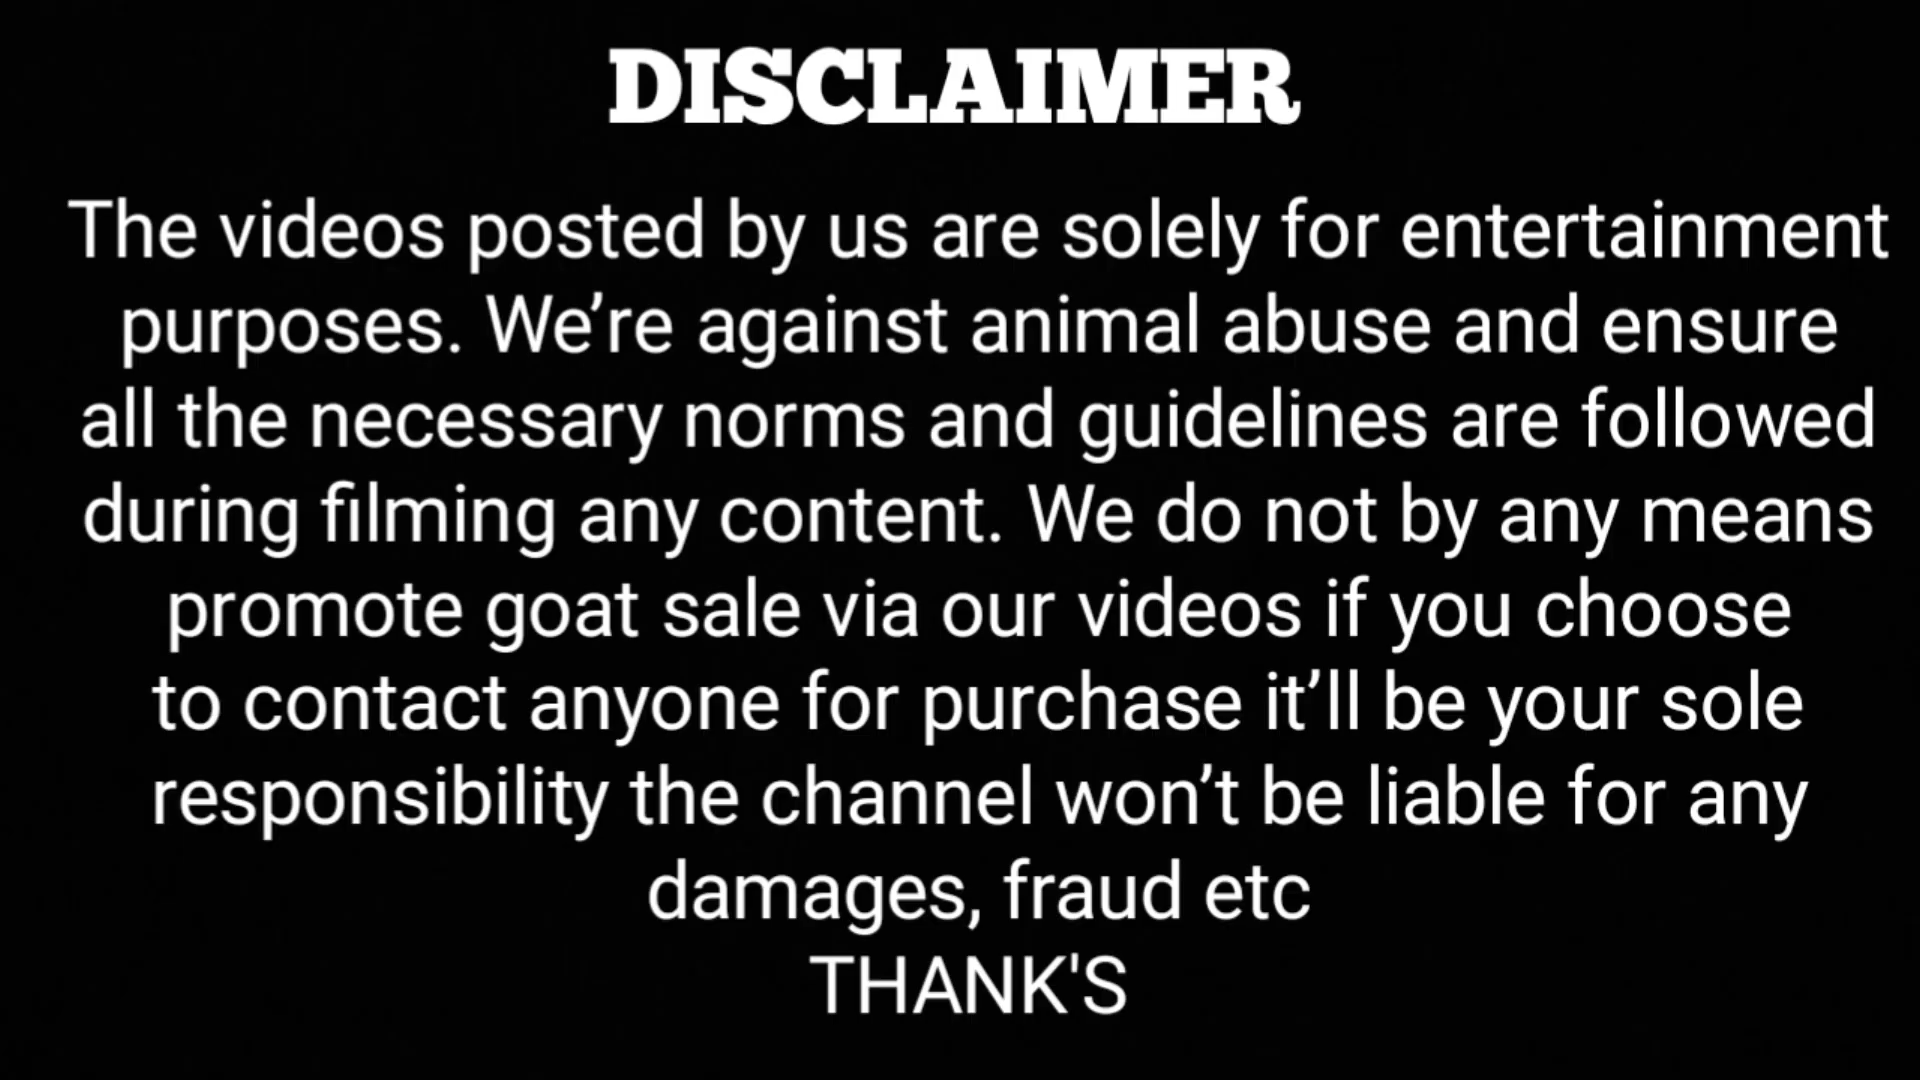 DISCLAIMER
The videos posted by us are solely for entertainment
purposes. We’re against animal abuse and ensure
all the necessary norms and guidelines are followed
during filming any content. We do not by any means
promote goat sale via our videos if you choose
to contact anyone for purchase it’ll be your sole
responsibility the channel won’t be liable for any
damages, fraud etc
THANK'S